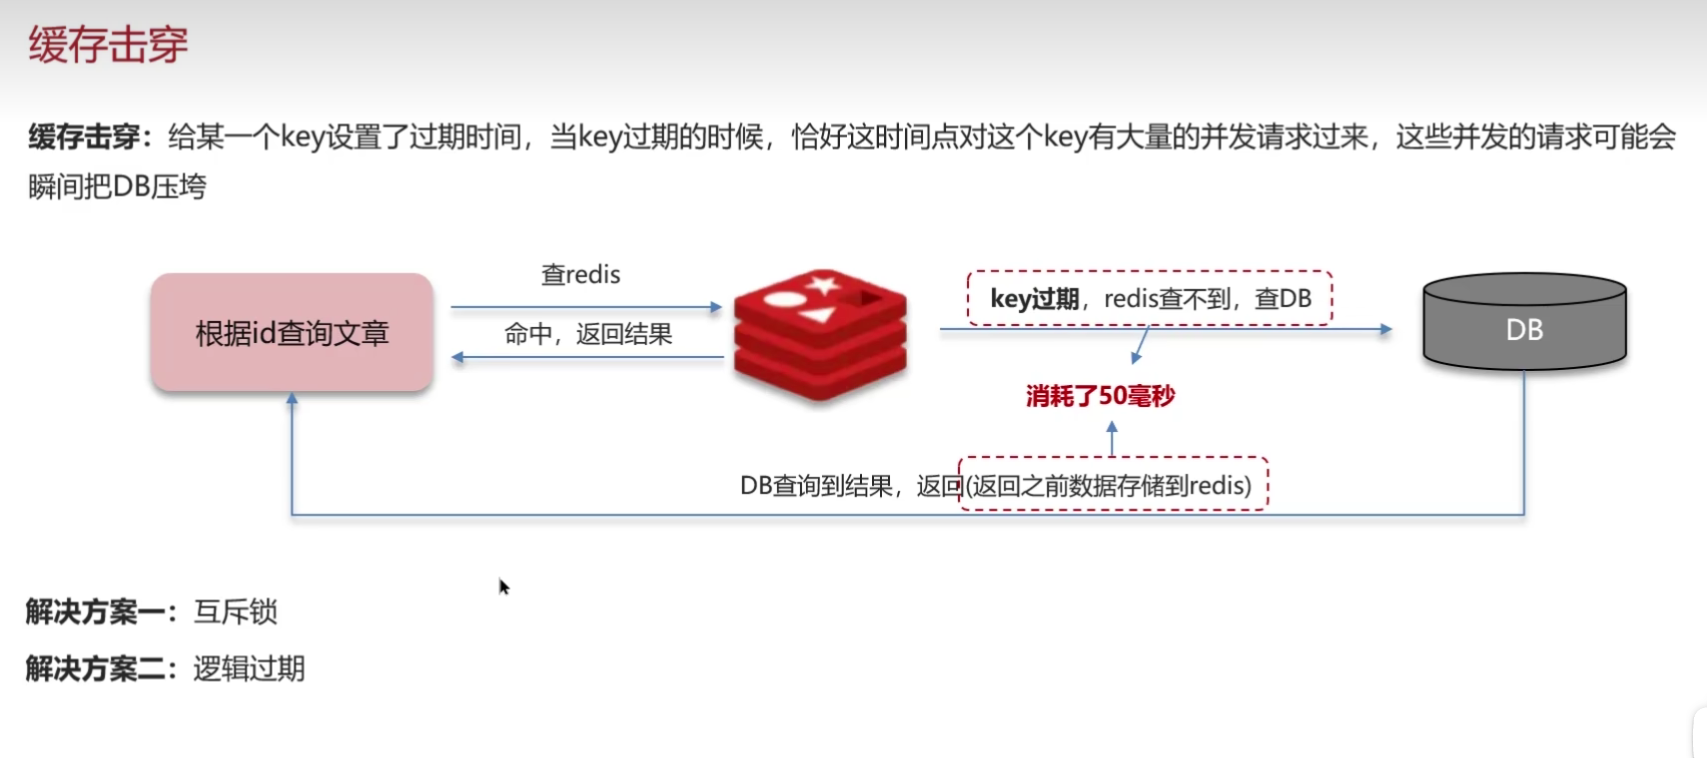 缓存击穿
缓存击穿：给某一个key设置了过期时间，当key过期的时候，恰好这时间点对这个key有大量的并发请求过来，这些并发的请求可能会
瞬间把DB压垮
根据id查询文章
查redis
命中，返回结果
key过期，redis查不到，查DB
DB
消耗了50毫秒
DB查询到结果，返回(返回之前数据存储到redis)
解决方案一：互斥锁
解决方案二：逻辑过期